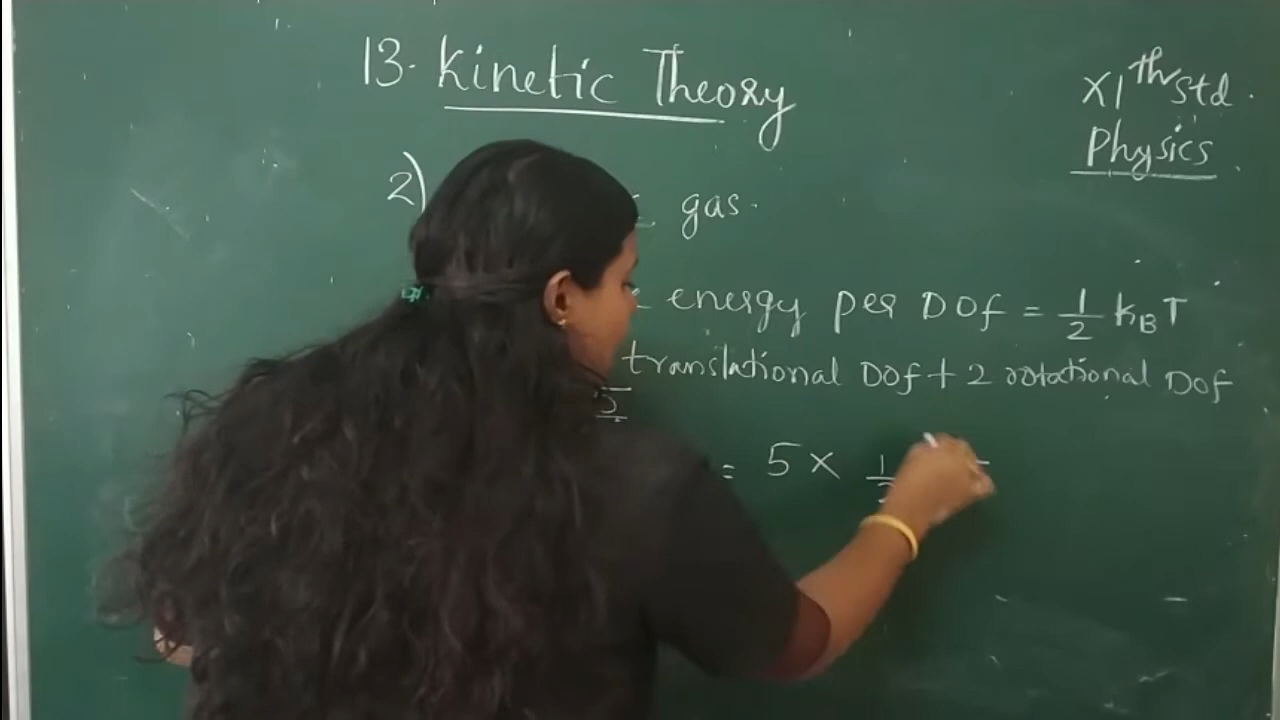 13. Kinetic Theory
XIth Std.
Physics
2) gas.
energy per DOf = 1/2 kBT
translational DOf + 2 rotational DOf
5
= 5 × 1/2